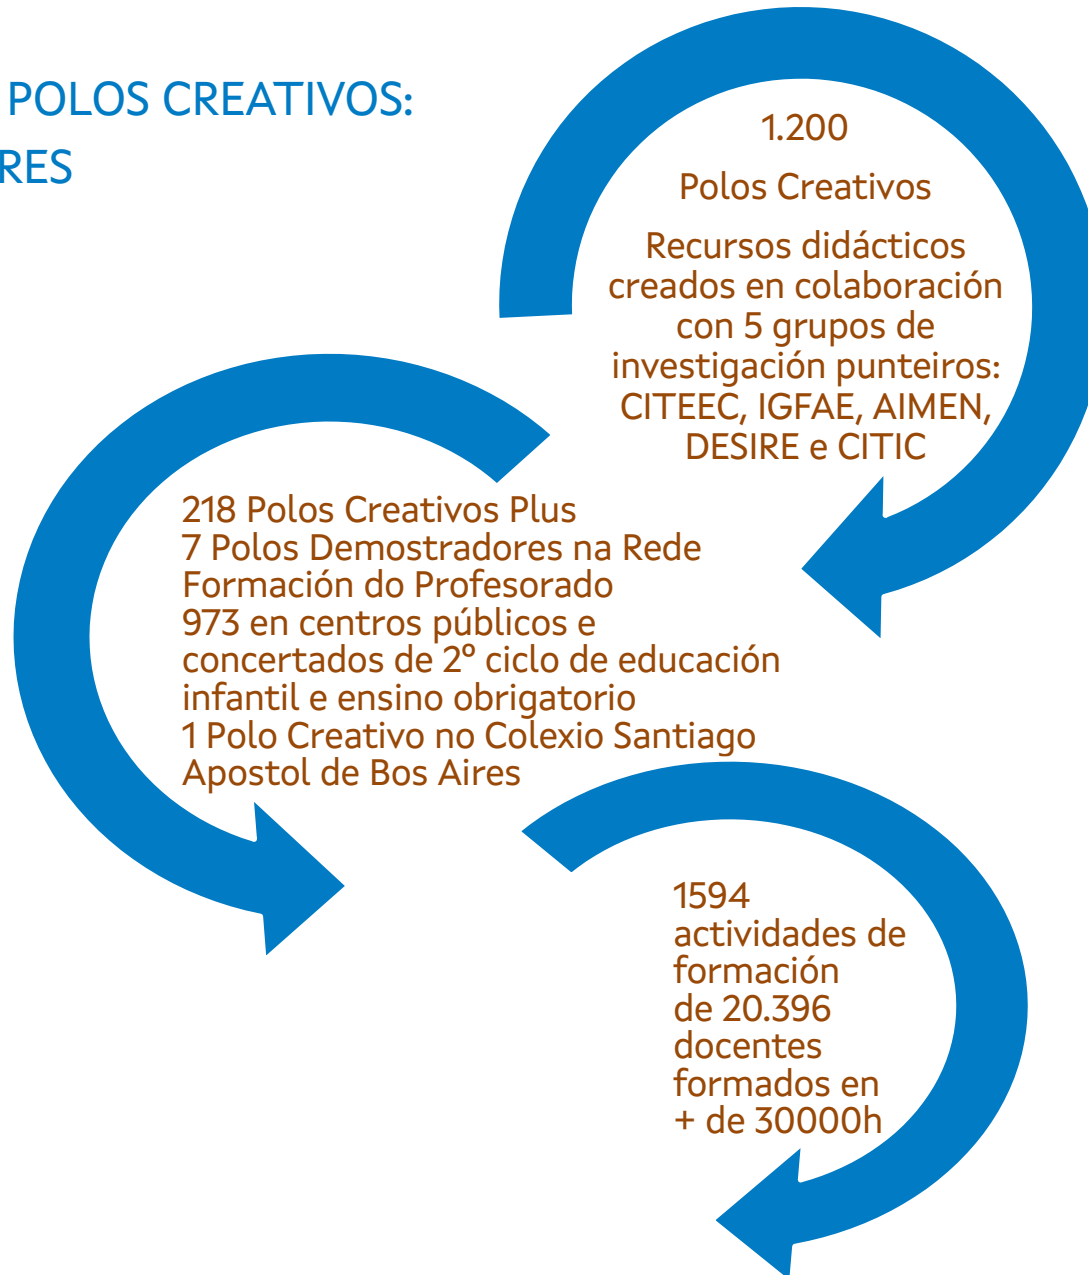 POLOS CREATIVOS:
RES
1.200
Polos Creativos
Recursos didácticos
creados en colaboración
con 5 grupos de
investigación punteiros:
CITEEC, IGFAE, AIMEN,
DESIRE e CITIC
218 Polos Creativos Plus
7 Polos Demostradores na Rede
Formación do Profesorado
973 en centros públicos e
concertados de 2º ciclo de educación
infantil e ensino obrigatorio
1 Polo Creativo no Colexio Santiago
Apostol de Bos Aires
1594
actividades de
formación
de 20.396
docentes
formados en
+ de 30000h